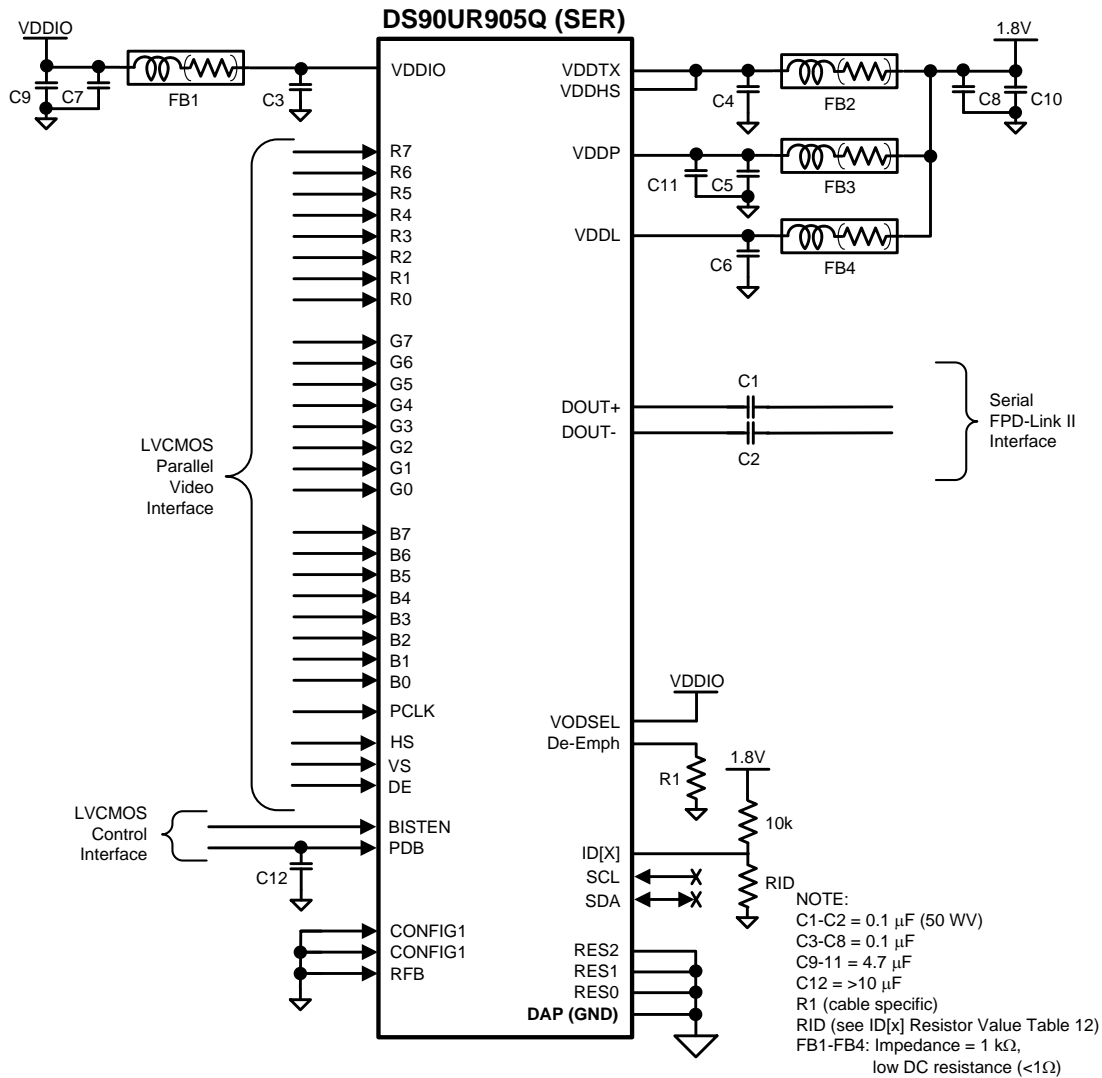 DS90UR905Q (SER)
VDDIO
C9
C7
FB1
C3
VDDIO
VDDTX
VDDHS
C4
FB2
1.8V
C8
C10
VDDP
C11
C5
FB3
VDDL
C6
FB4
R7
R6
R5
R4
R3
R2
R1
R0
G7
G6
G5
G4
G3
G2
G1
G0
B7
B6
B5
B4
B3
B2
B1
B0
PCLK
HS
VS
DE
LVCMOS
Parallel
Video
Interface
DOUT+
DOUT-
C1
C2
Serial
FPD-Link II
Interface
LVCMOS
Control
Interface
BISTEN
PDB
C12
CONFIG1
CONFIG1
RFB
VDDIO
VODSEL
De-Emph
R1
1.8V
10k
ID[X]
RID
SCL
SDA
RES2
RES1
RES0
DAP (GND)
NOTE:
C1-C2 = 0.1 μF (50 WV)
C3-C8 = 0.1 μF
C9-11 = 4.7 μF
C12 = >10 μF
R1 (cable specific)
RID (see ID[x] Resistor Value Table 12)
FB1-FB4: Impedance = 1 kΩ,
low DC resistance (<1Ω)